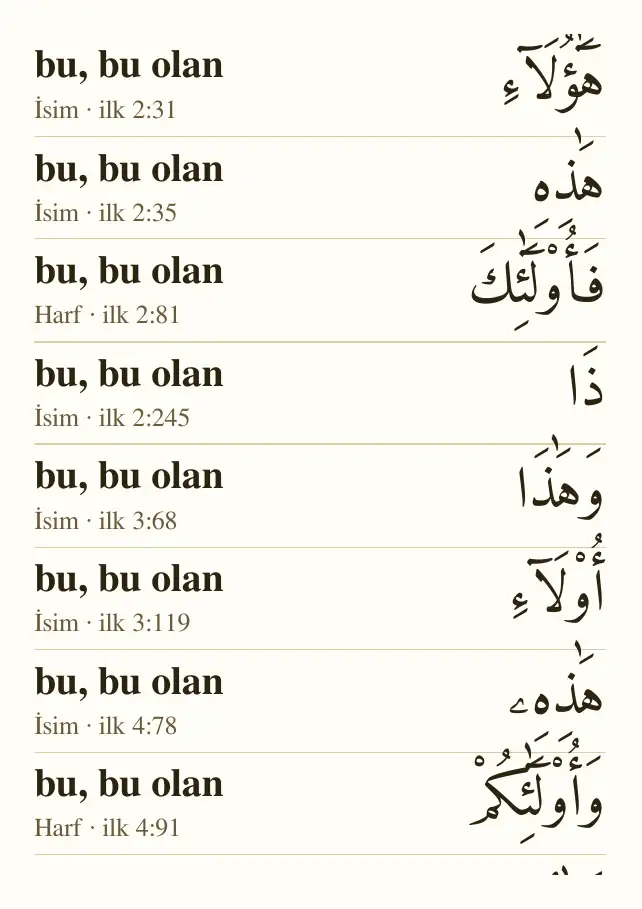 bu, bu olan هَٰٓؤُلَآءِ
İsim · ilk 2:31
bu, bu olan هَٰذِهِ
İsim · ilk 2:35
bu, bu olan فَأُو۟لَٰٓئِكَ
Harf · ilk 2:81
bu, bu olan ذَا
İsim · ilk 2:245
bu, bu olan وَهَٰذَا
İsim · ilk 3:68
bu, bu olan أُو۟لَآءِ
İsim · ilk 3:119
bu, bu olan هَٰذِهِۦ
İsim · ilk 4:78
bu, bu olan وَأُو۟لَٰٓئِكُمْ
Harf · ilk 4:91